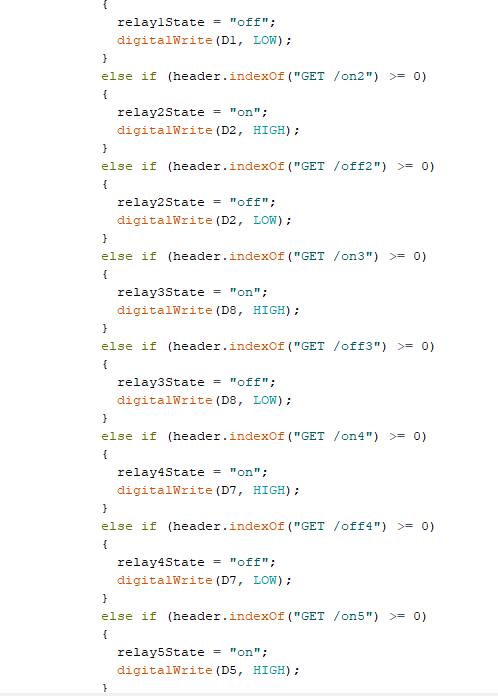 {
relay1State = "off";
digitalWrite(D1, LOW);
}
else if (header.indexOf("GET /on2") >= 0)
{
relay2State = "on";
digitalWrite(D2, HIGH);
}
else if (header.indexOf("GET /off2") >= 0)
{
relay2State = "off";
digitalWrite(D2, LOW);
}
else if (header.indexOf("GET /on3") >= 0)
{
relay3State = "on";
digitalWrite(D8, HIGH);
}
else if (header.indexOf("GET /off3") >= 0)
{
relay3State = "off";
digitalWrite(D8, LOW);
}
else if (header.indexOf("GET /on4") >= 0)
{
relay4State = "on";
digitalWrite(D7, HIGH);
}
else if (header.indexOf("GET /off4") >= 0)
{
relay4State = "off";
digitalWrite(D7, LOW);
}
else if (header.indexOf("GET /on5") >= 0)
{
relay5State = "on";
digitalWrite(D5, HIGH);
}